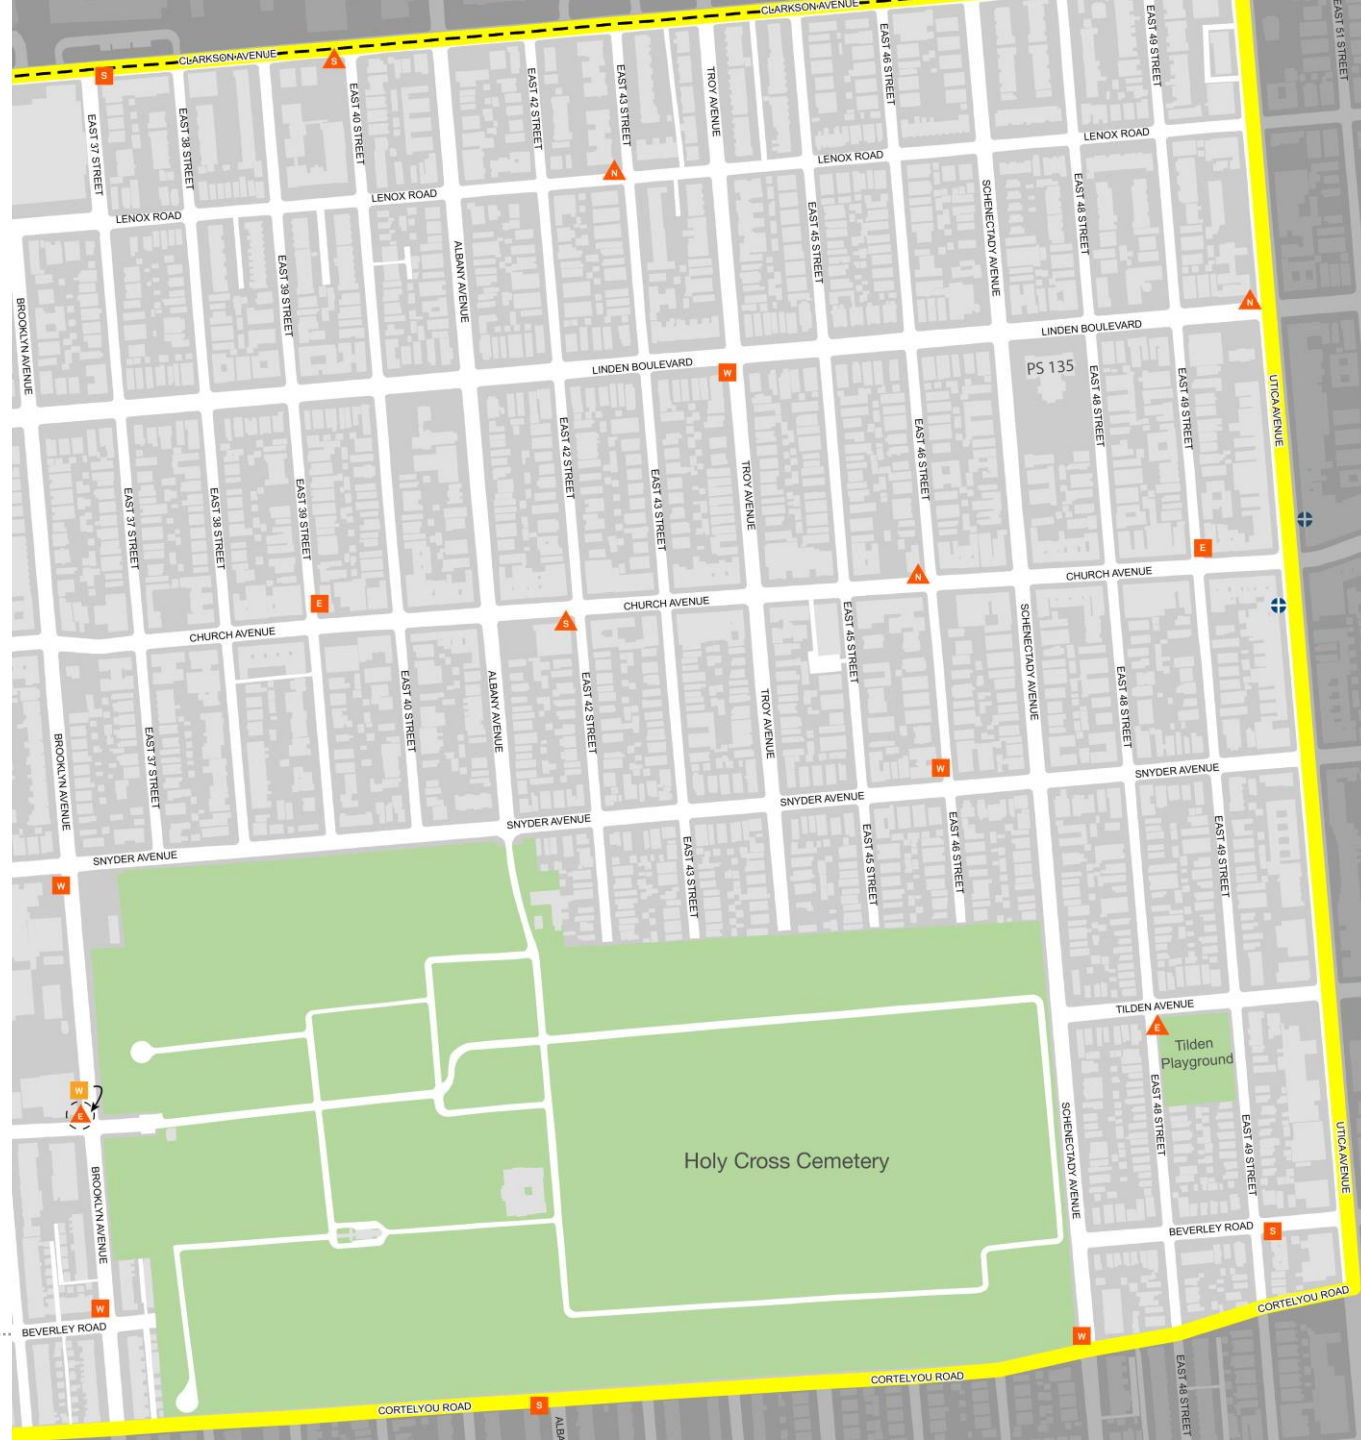 CLARKSON AVENUE
EAST 51 STREET
CLARKSON AVENUE
S
S
EAST 37 STREET
EAST 38 STREET
EAST 40 STREET
EAST 42 STREET
EAST 43 STREET
TROY AVENUE
EAST 46 STREET
EAST 49 STREET
LENOX ROAD
LENOX ROAD
LENOX ROAD
LENOX ROAD
N
BROOKLYN AVENUE
EAST 39 STREET
ALBANY AVENUE
EAST 45 STREET
SCHENECTADY AVENUE
EAST 48 STREET
N
LINDEN BOULEVARD
LINDEN BOULEVARD
W
PS 135
UTICA AVENUE
EAST 37 STREET
EAST 38 STREET
EAST 39 STREET
EAST 42 STREET
EAST 43 STREET
TROY AVENUE
EAST 46 STREET
EAST 48 STREET
EAST 49 STREET
E
N
E
CHURCH AVENUE
CHURCH AVENUE
CHURCH AVENUE
S
BROOKLYN AVENUE
EAST 37 STREET
EAST 40 STREET
ALBANY AVENUE
EAST 42 STREET
TROY AVENUE
EAST 45 STREET
SCHENECTADY AVENUE
EAST 48 STREET
W
SNYDER AVENUE
SNYDER AVENUE
SNYDER AVENUE
SNYDER AVENUE
W
EAST 43 STREET
EAST 45 STREET
EAST 46 STREET
EAST 49 STREET
TILDEN AVENUE
E
Tilden
Playground
W
E
Holy Cross Cemetery
BROOKLYN AVENUE
SCHENECTADY AVENUE
EAST 48 STREET
EAST 49 STREET
UTICA AVENUE
BEVERLEY ROAD
S
W
BEVERLEY ROAD
CORTELYOU ROAD
W
CORTELYOU ROAD
CORTELYOU ROAD
S
EAST 48 STREET
ALBA